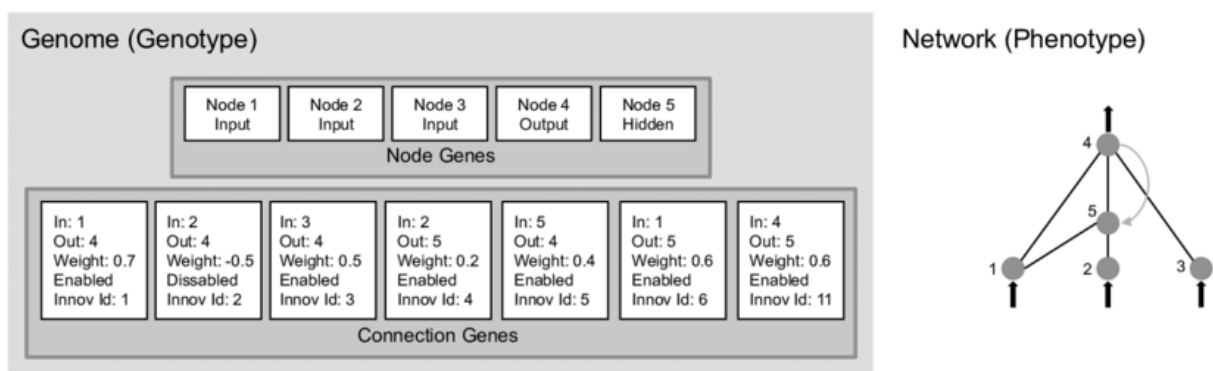 Genome (Genotype)
Network (Phenotype)
Node 1
Input
Node 2
Input
Node 3
Input
Node 4
Output
Node 5
Hidden
Node Genes
In: 1
Out: 4
Weight: 0.7
Enabled
Innov Id: 1
In: 2
Out: 4
Weight: -0.5
Dissabled
Innov Id: 2
In: 3
Out: 4
Weight: 0.5
Enabled
Innov Id: 3
In: 2
Out: 5
Weight: 0.2
Enabled
Innov Id: 4
In: 5
Out: 4
Weight: 0.4
Enabled
Innov Id: 5
In: 1
Out: 5
Weight: 0.6
Enabled
Innov Id: 6
In: 4
Out: 5
Weight: 0.6
Enabled
Innov Id: 11
Connection Genes
4
5
1
2
3